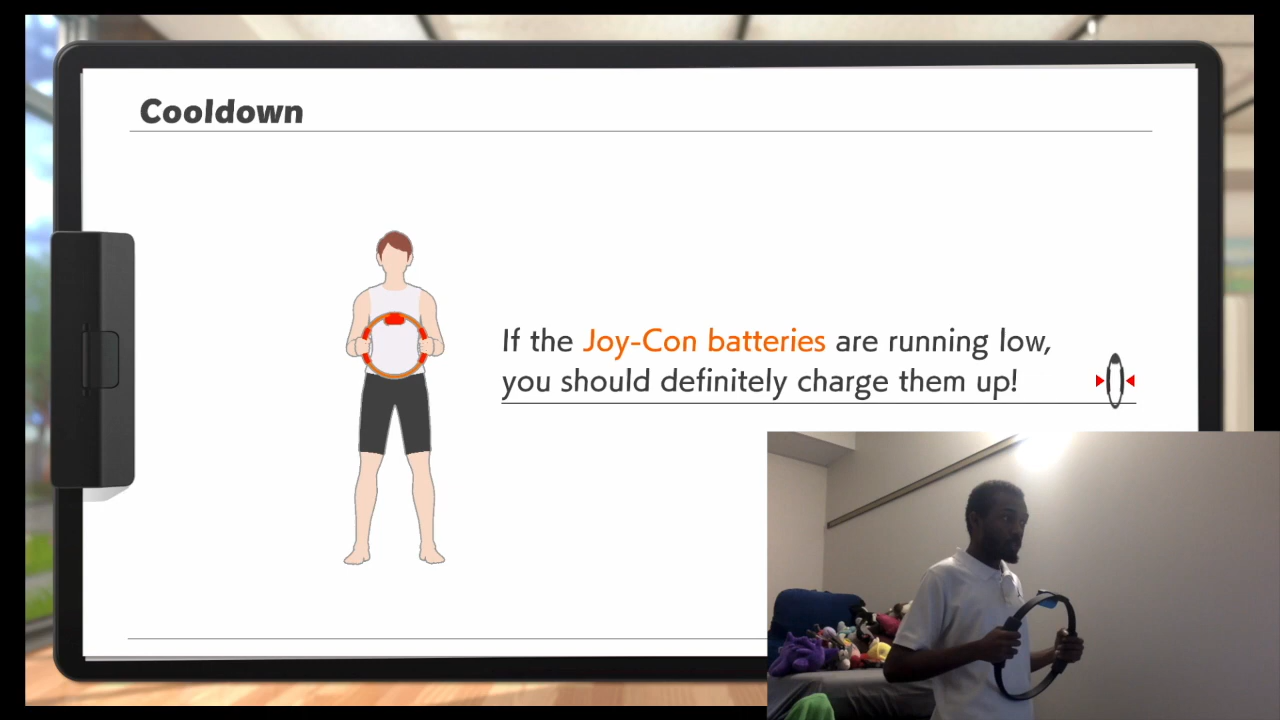 Cooldown
If the Joy-Con batteries are running low,
you should definitely charge them up!